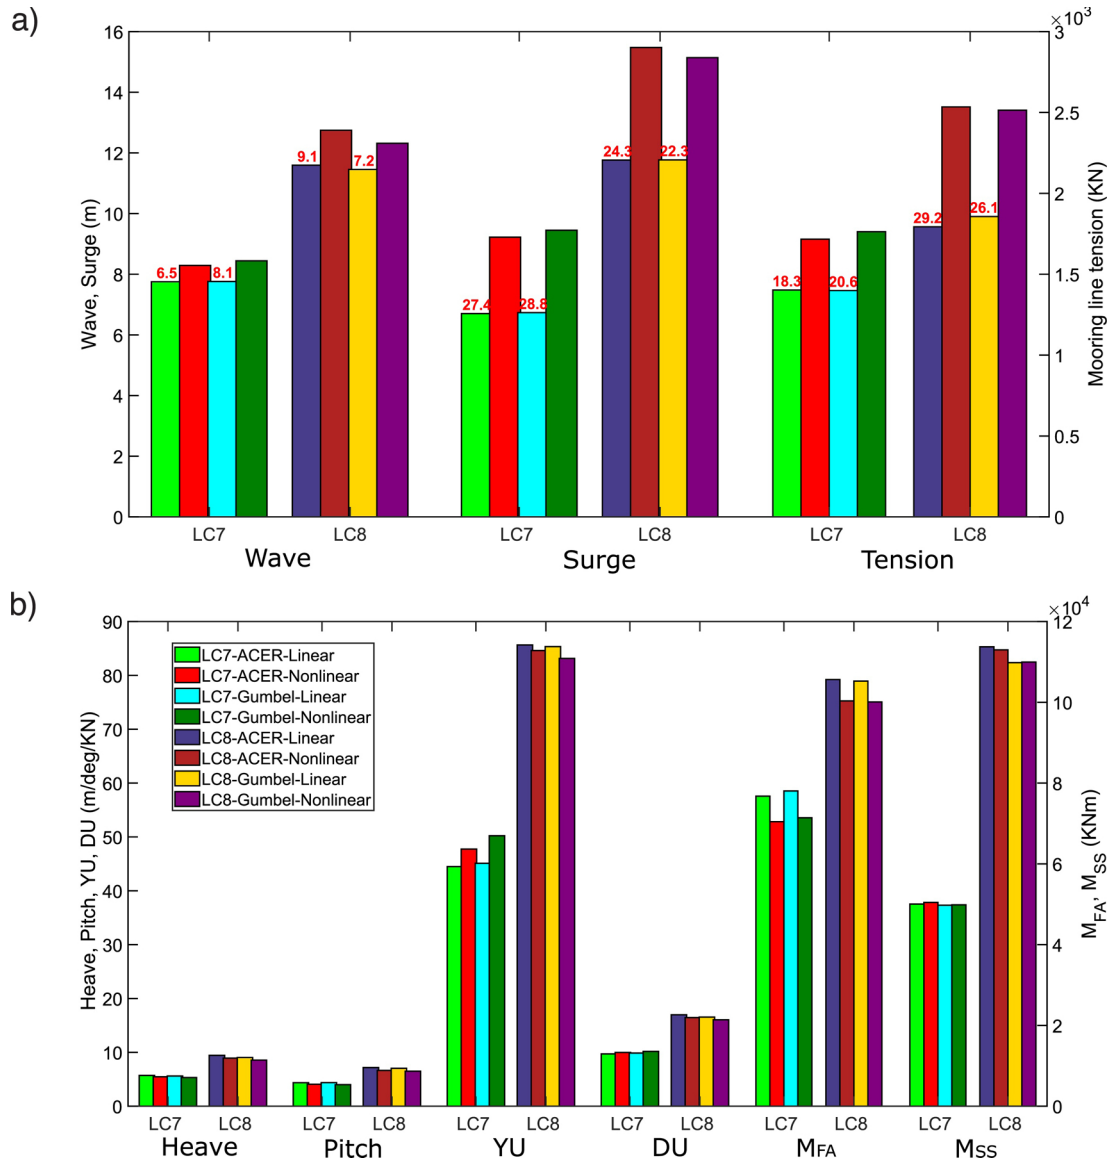 a)
×10³
16
14
12
10
8
6
4
2
0
Wave, Surge (m)
3
2.5
2
1.5
1
0.5
0
Mooring line tension (KN)
6.5
8.1
9.1
7.2
27.4
28.8
24.3
22.3
18.3
20.6
29.2
26.1
LC7
LC8
LC7
LC8
LC7
LC8
Wave
Surge
Tension
b)
×10⁴
90
80
70
60
50
40
30
20
10
0
Heave, Pitch, YU, DU (m/deg/KN)
LC7-ACER-Linear
LC7-ACER-Nonlinear
LC7-Gumbel-Linear
LC7-Gumbel-Nonlinear
LC8-ACER-Linear
LC8-ACER-Nonlinear
LC8-Gumbel-Linear
LC8-Gumbel-Nonlinear
12
10
8
6
4
2
0
M_FA, M_SS (KNm)
LC7
LC8
LC7
LC8
LC7
LC8
LC7
LC8
LC7
LC8
LC7
LC8
Heave
Pitch
YU
DU
MFA
MSS